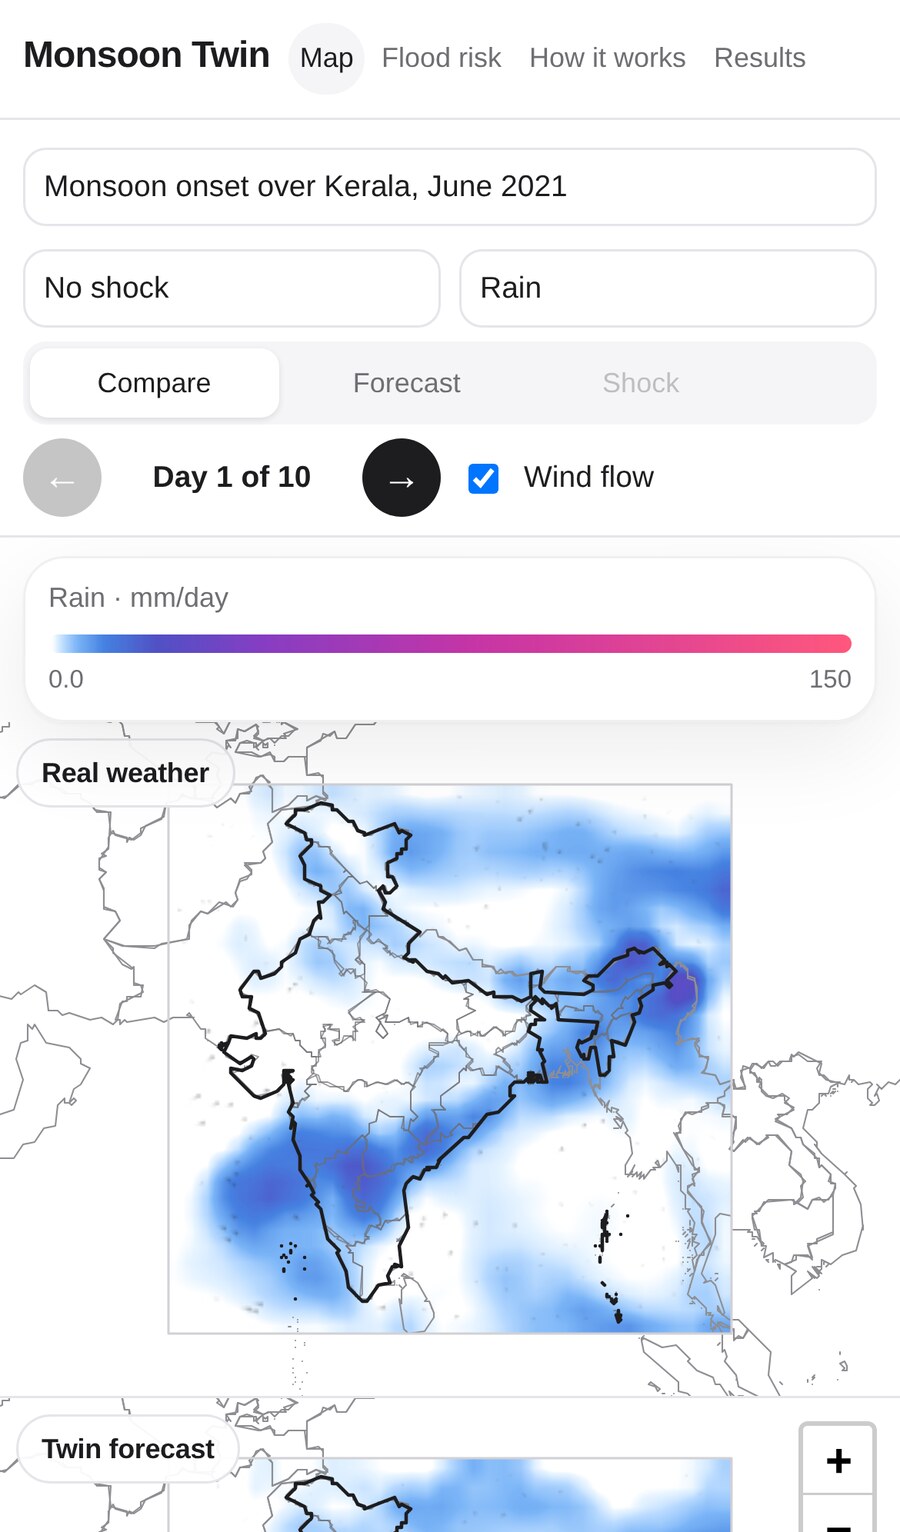 Monsoon Twin Map Flood risk How it works Results
Monsoon onset over Kerala, June 2021
No shock Rain
Compare Forecast Shock
← Day 1 of 10 → Wind flow
Rain · mm/day
0.0 150
Real weather
Twin forecast
+
−